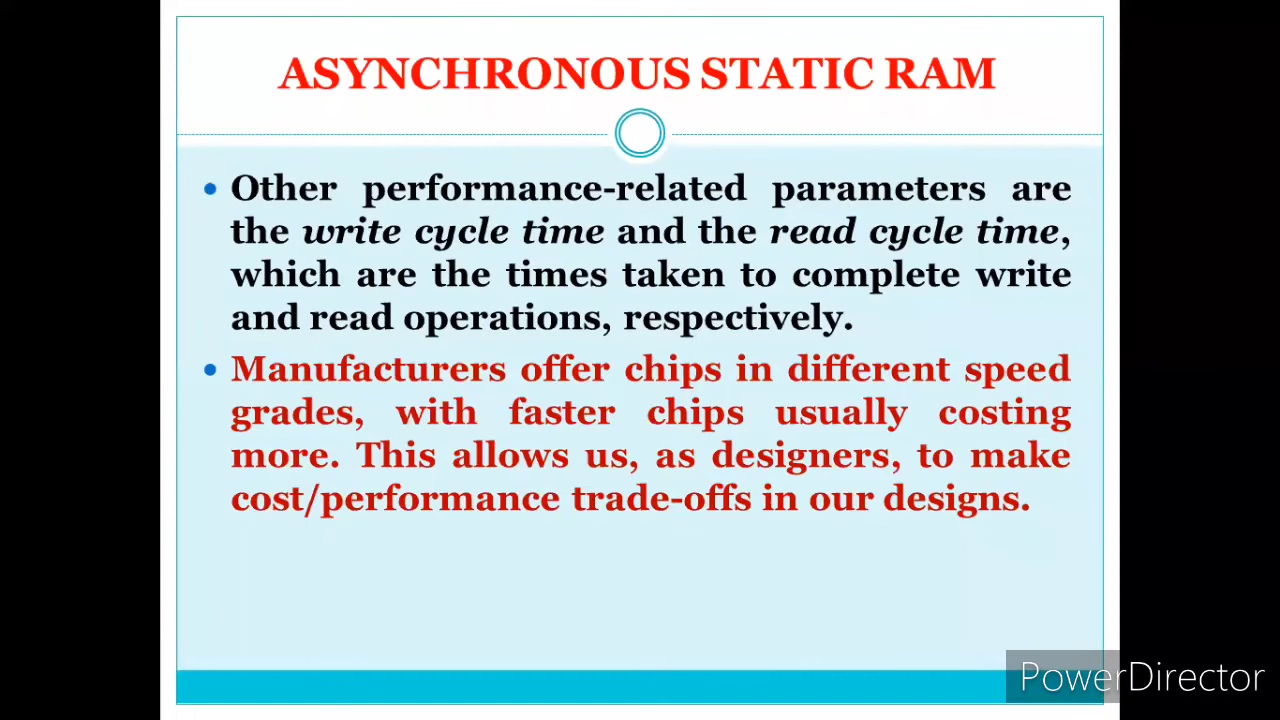 ASYNCHRONOUS STATIC RAM
• Other performance-related parameters are
the write cycle time and the read cycle time,
which are the times taken to complete write
and read operations, respectively.
• Manufacturers offer chips in different speed
grades, with faster chips usually costing
more. This allows us, as designers, to make
cost/performance trade-offs in our designs.
PowerDirector